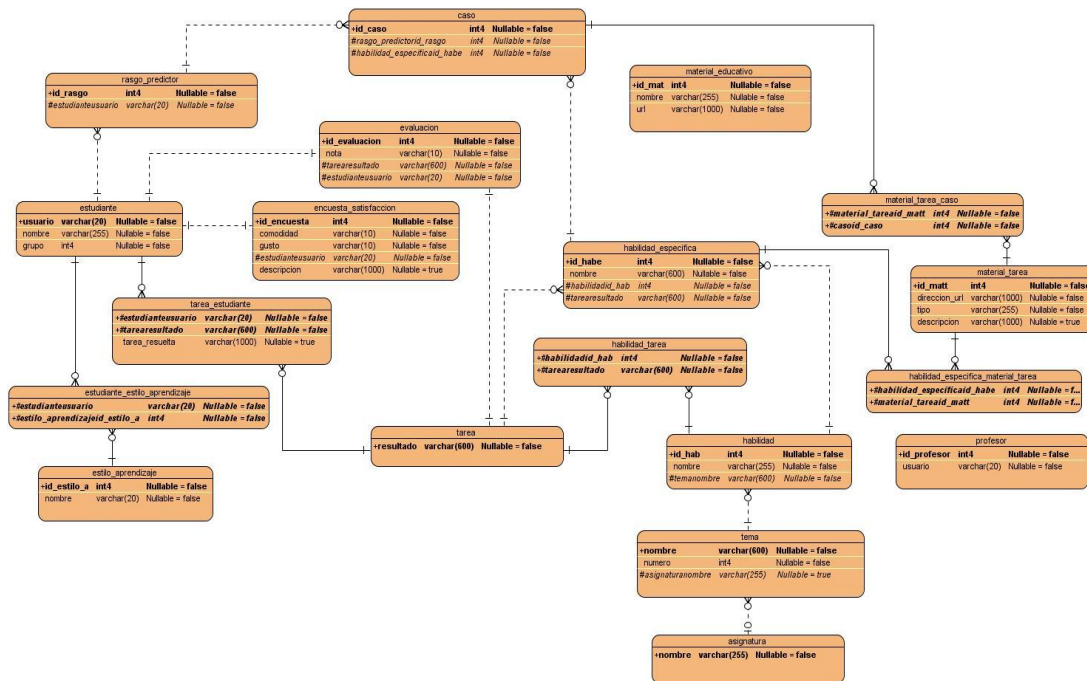 caso
+id_caso int4 Nullable = false
#rasgo_predictorid_rasgo int4 Nullable = false
#habilidad_especificaid_habe int4 Nullable = false
rasgo_predictor
+id_rasgo int4 Nullable = false
#estudianteusuario varchar(20) Nullable = false
material_educativo
+id_mat int4 Nullable = false
nombre varchar(255) Nullable = false
url varchar(1000) Nullable = false
evaluacion
+id_evaluacion int4 Nullable = false
nota varchar(10) Nullable = false
#tarearesultado varchar(600) Nullable = false
#estudianteusuario varchar(20) Nullable = false
estudiante
+usuario varchar(20) Nullable = false
nombre varchar(255) Nullable = false
grupo int4 Nullable = false
encuesta_satisfaccion
+id_encuesta int4 Nullable = false
comodidad varchar(10) Nullable = false
gusto varchar(10) Nullable = false
#estudianteusuario varchar(20) Nullable = false
descripcion varchar(1000) Nullable = true
material_tarea_caso
+#material_tareaid_matt int4 Nullable = false
+#casoid_caso int4 Nullable = false
habilidad_especifica
+id_habe int4 Nullable = false
nombre varchar(600) Nullable = false
#habilidadid_hab int4 Nullable = false
#tarearesultado varchar(600) Nullable = false
material_tarea
+id_matt int4 Nullable = false
direccion_url varchar(1000) Nullable = false
tipo varchar(255) Nullable = false
descripcion varchar(1000) Nullable = true
tarea_estudiante
+#estudianteusuario varchar(20) Nullable = false
+#tarearesultado varchar(600) Nullable = false
tarea_resuelta varchar(1000) Nullable = true
habilidad_tarea
+#habilidadid_hab int4 Nullable = false
+#tarearesultado varchar(600) Nullable = false
habilidad_especifica_material_tarea
+#habilidad_especificaid_habe int4 Nullable = f...
+#material_tareaid_matt int4 Nullable = f...
estudiante_estilo_aprendizaje
+#estudianteusuario varchar(20) Nullable = false
+#estilo_aprendizajeid_estilo_a int4 Nullable = false
tarea
+resultado varchar(600) Nullable = false
habilidad
+id_hab int4 Nullable = false
nombre varchar(255) Nullable = false
#temanombre varchar(600) Nullable = false
profesor
+id_profesor int4 Nullable = false
usuario varchar(20) Nullable = false
estilo_aprendizaje
+id_estilo_a int4 Nullable = false
nombre varchar(20) Nullable = false
tema
+nombre varchar(600) Nullable = false
numero int4 Nullable = false
#asignaturanombre varchar(255) Nullable = true
asignatura
+nombre varchar(255) Nullable = false